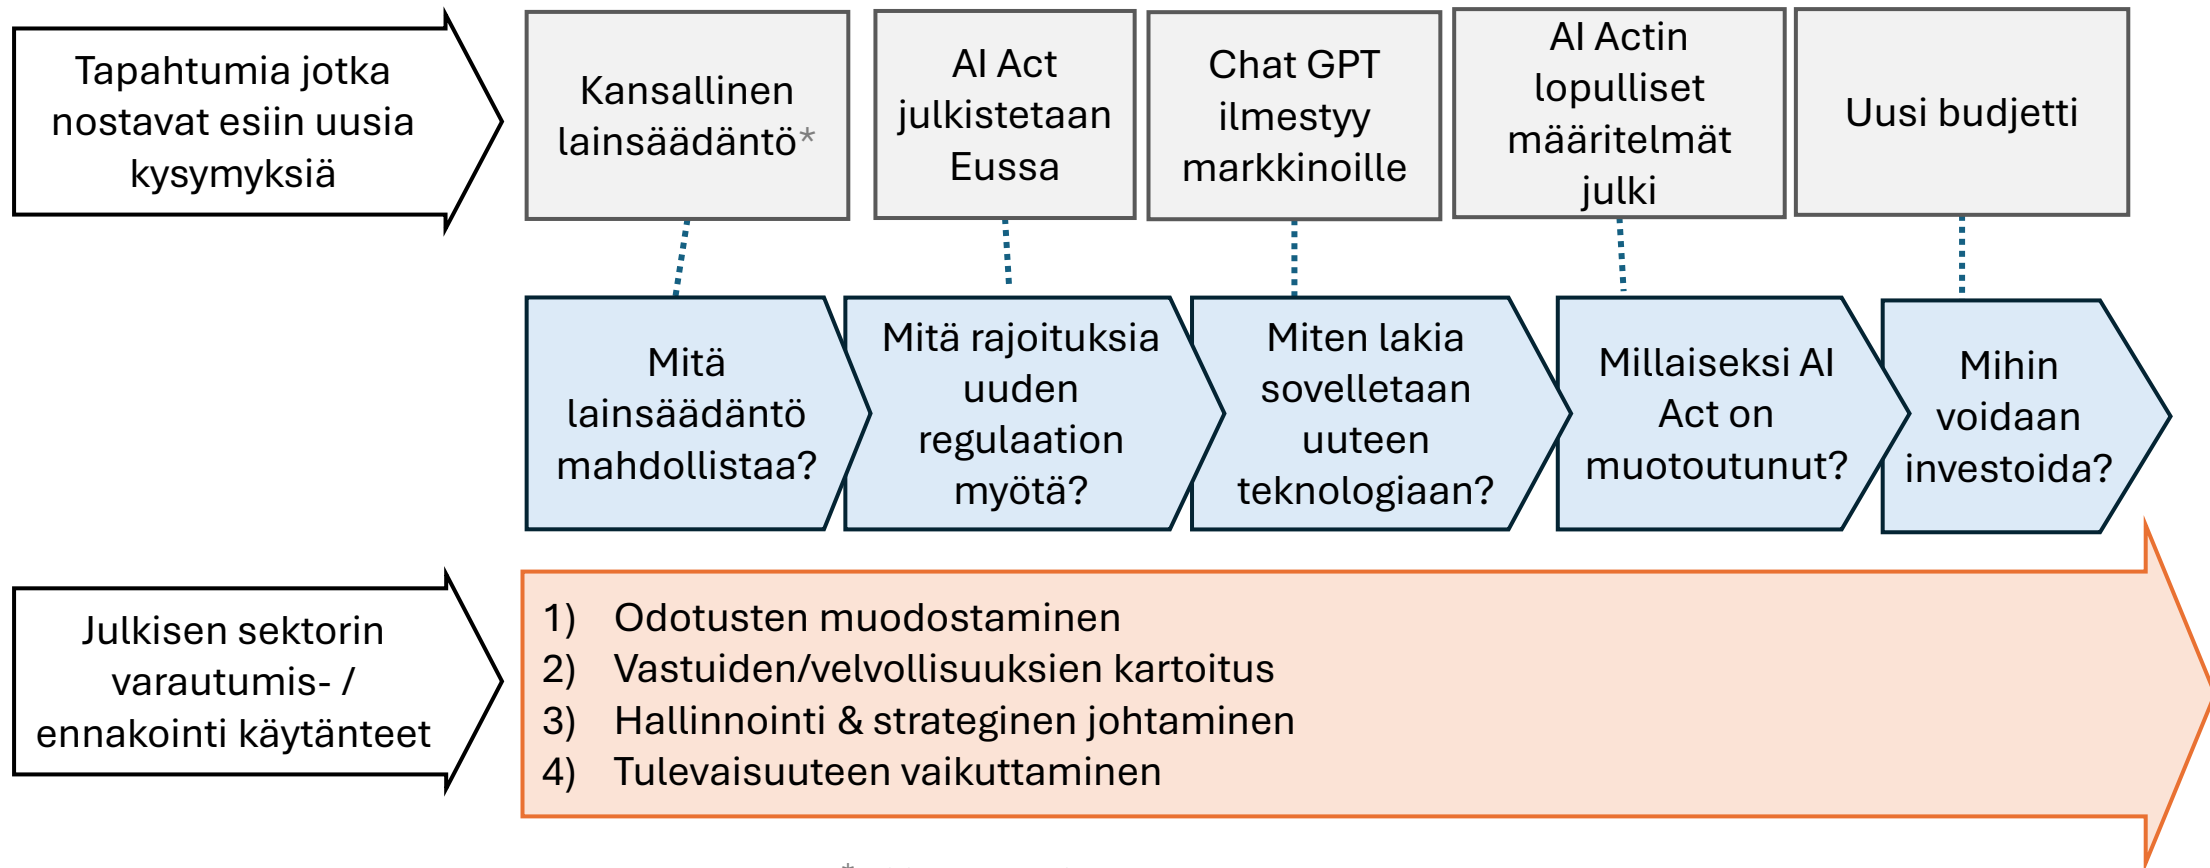 Tapahtumia jotka
nostavat esiin uusia
kysymyksiä
Kansallinen
lainsäädäntö*
AI Act
julkistetaan
Eussa
Chat GPT
ilmestyy
markkinoille
AI Actin
lopulliset
määritelmät
julki
Uusi budjetti
Mitä
lainsäädäntö
mahdollistaa?
Mitä rajoituksia
uuden
regulaation
myötä?
Miten lakia
sovelletaan
uuteen
teknologiaan?
Millaiseksi AI
Act on
muotoutunut?
Mihin
voidaan
investoida?
Julkisen sektorin
varautumis- /
ennakointi käytänteet
1) Odotusten muodostaminen
2) Vastuiden/velvollisuuksien kartoitus
3) Hallinnointi & strateginen johtaminen
4) Tulevaisuuteen vaikuttaminen
*